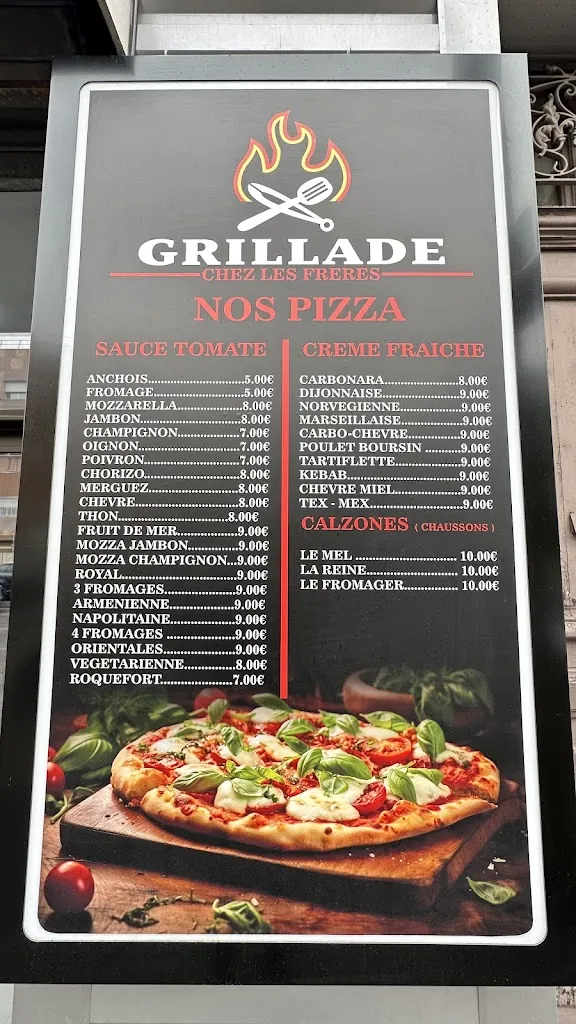 GRILLADE
CHEZ LES FRERES
NOS PIZZA
SAUCE TOMATE
ANCHOIS.......................5.00€
FROMAGE.....................5.00€
MOZZARELLA...............8.00€
JAMBON........................8.00€
CHAMPIGNON...............7.00€
OIGNON.........................7.00€
POIVRON.......................7.00€
CHORIZO.......................8.00€
MERGUEZ......................8.00€
CHEVRE.........................8.00€
THON..........................8.00€
FRUIT DE MER...............9.00€
MOZZA JAMBON............9.00€
MOZZA CHAMPIGNON...9.00€
ROYAL...........................9.00€
3 FROMAGES.................9.00€
ARMENIENNE................9.00€
NAPOLITAINE................9.00€
4 FROMAGES .................9.00€
ORIENTALES..................9.00€
VEGETARIENNE.............8.00€
ROQUEFORT..................7.00€
CREME FRAICHE
CARBONARA..................8.00€
DIJONNAISE...................9.00€
NORVEGIENNE...............9.00€
MARSEILLAISE...............9.00€
CARBO-CHEVRE.............9.00€
POULET BOURSIN .........9.00€
TARTIFLETTE.................9.00€
KEBAB............................9.00€
CHEVRE MIEL................9.00€
TEX - MEX.......................9.00€
CALZONES ( CHAUSSONS )
LE MEL .......................... 10.00€
LA REINE....................... 10.00€
LE FROMAGER.............. 10.00€